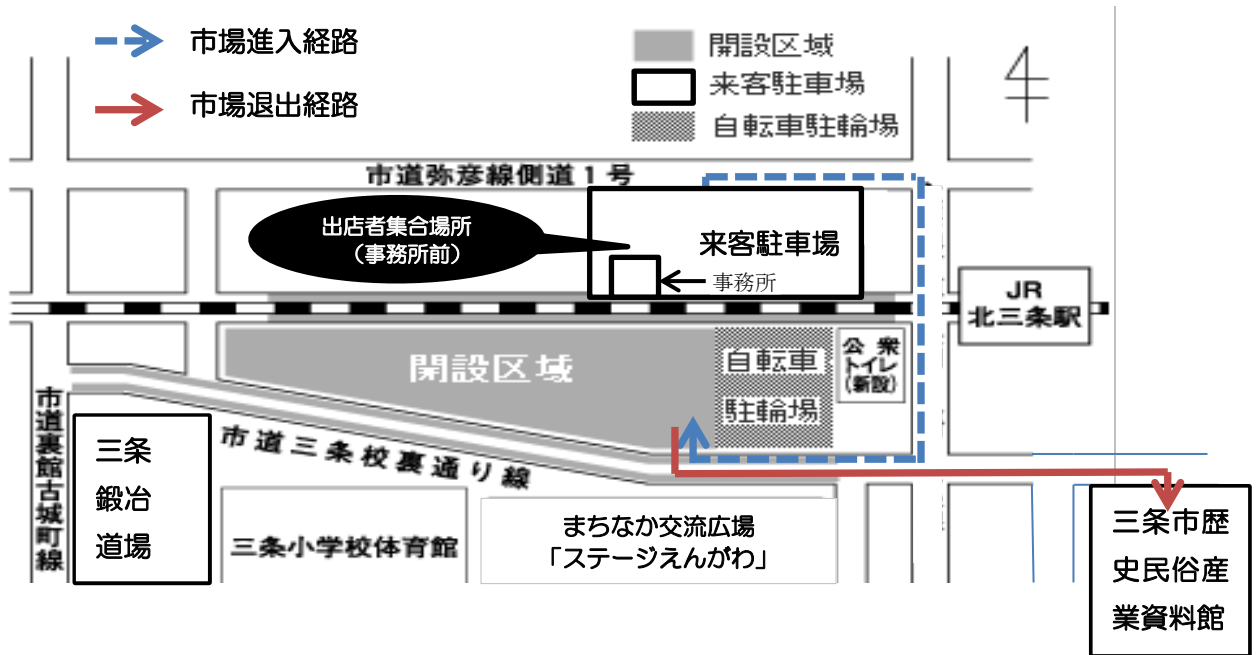 市場進入経路
市場退出経路
開設区域
来客駐車場
自転車駐輪場
市道弥彦線側道1号
出店者集合場所
（事務所前）
来客駐車場
事務所
JR
北三条駅
開設区域
自転車
駐輪場
公衆
トイレ
(新設)
市道裏館古城町線
市道三条校裏通り線
三条
鍛冶
道場
三条小学校体育館
まちなか交流広場
「ステージえんがわ」
三条市歴
史民俗産
業資料館